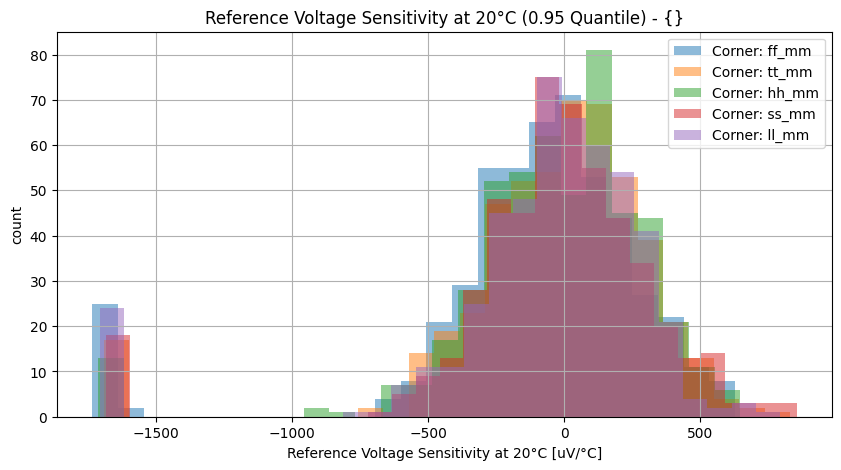 Reference Voltage Sensitivity at 20°C (0.95 Quantile) - {}
Corner: ff_mm
Corner: tt_mm
Corner: hh_mm
Corner: ss_mm
Corner: ll_mm
80
70
60
50
40
30
20
10
0
count
−1500
−1000
−500
0
500
Reference Voltage Sensitivity at 20°C [uV/°C]